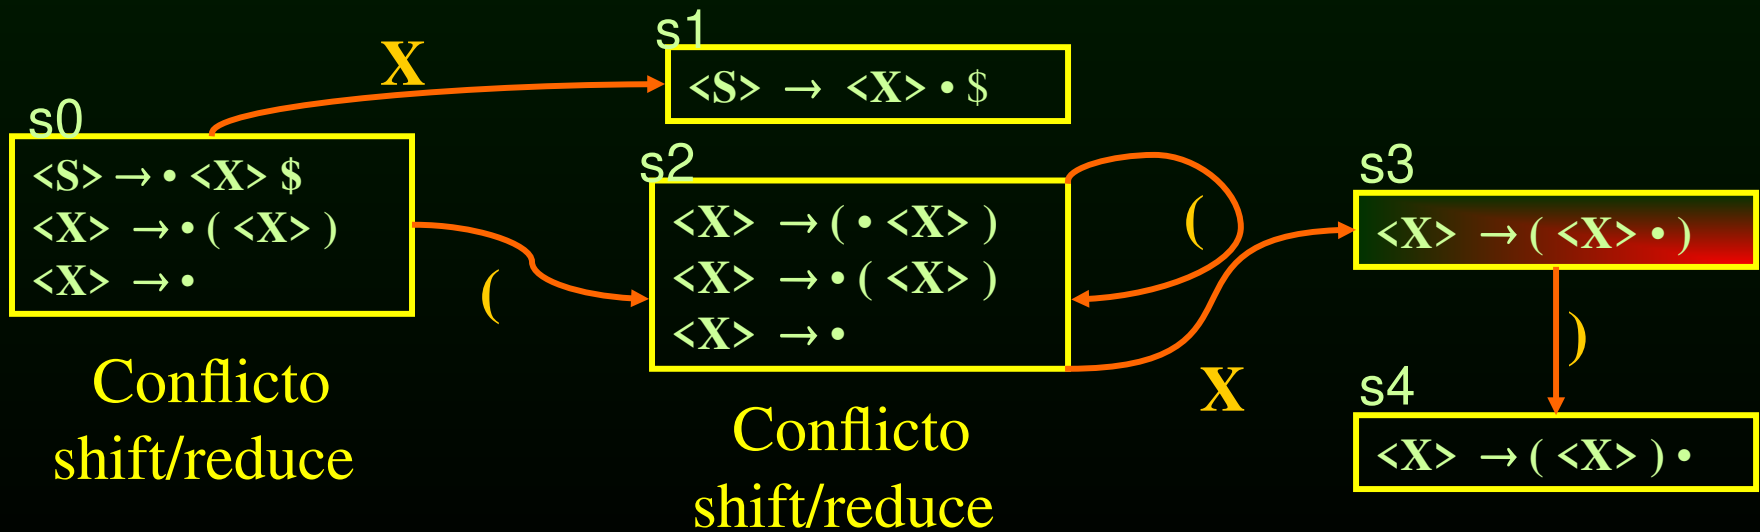 s1
X
<S> → <X> • $
s0
<S> → • <X> $
<X> → • ( <X> )
<X> → •
Conflicto
shift/reduce
(
s2
<X> → ( • <X> )
<X> → • ( <X> )
<X> → •
Conflicto
shift/reduce
(
X
s3
<X> → ( <X> • )
)
s4
<X> → ( <X> ) •